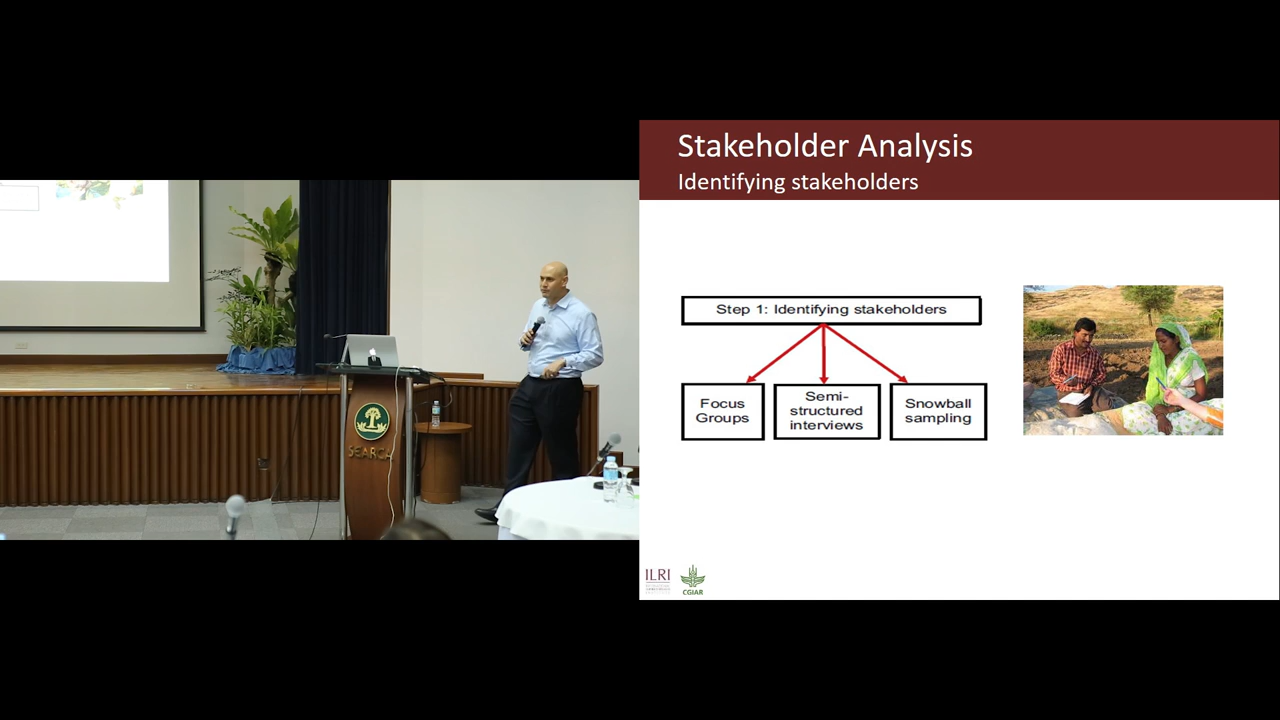 Stakeholder Analysis
Identifying stakeholders
Step 1: Identifying stakeholders
Focus
Groups
Semi-
structured
interviews
Snowball
sampling
SEARCA
ILRI
CGIAR